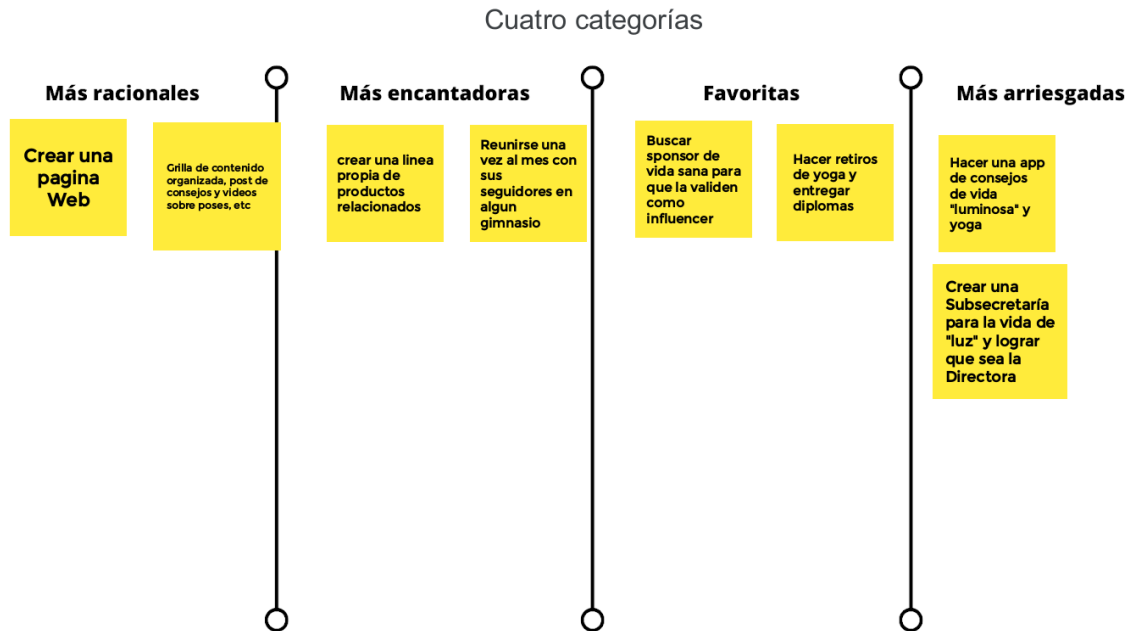 Cuatro categorías
Más racionales
Crear una
pagina
Web
Grilla de contenido
organizada, post de
consejos y videos
sobre poses, etc
Más encantadoras
crear una linea
propia de
productos
relacionados
Reunirse una
vez al mes con
sus
seguidores en
algun
gimnasio
Favoritas
Buscar
sponsor de
vida sana para
que la validen
como
influencer
Hacer retiros
de yoga y
entregar
diplomas
Más arriesgadas
Hacer una app
de consejos
de vida
"luminosa" y
yoga
Crear una
Subsecretaría
para la vida de
"luz" y lograr
que sea la
Directora